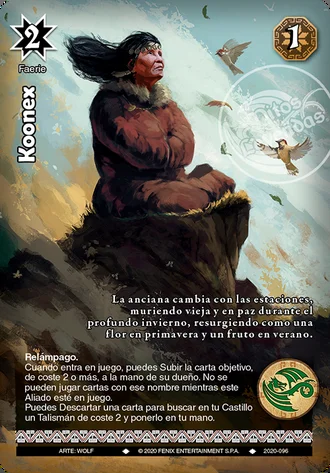 2
1
Faerie
Koonex
La anciana cambia con las estaciones,
muriendo vieja y en paz durante el
profundo invierno, resurgiendo como una
flor en primavera y un fruto en verano.
Relámpago.
Cuando entra en juego, puedes Subir la carta objetivo,
de coste 2 o más, a la mano de su dueño. No se
pueden jugar cartas con ese nombre mientras este
Aliado esté en juego.
Puedes Descartar una carta para buscar en tu Castillo
un Talismán de coste 2 y ponerlo en tu mano.
ARTE: WOLF
© 2020 FENIX ENTERTAINMENT S.P.A.
2020-096